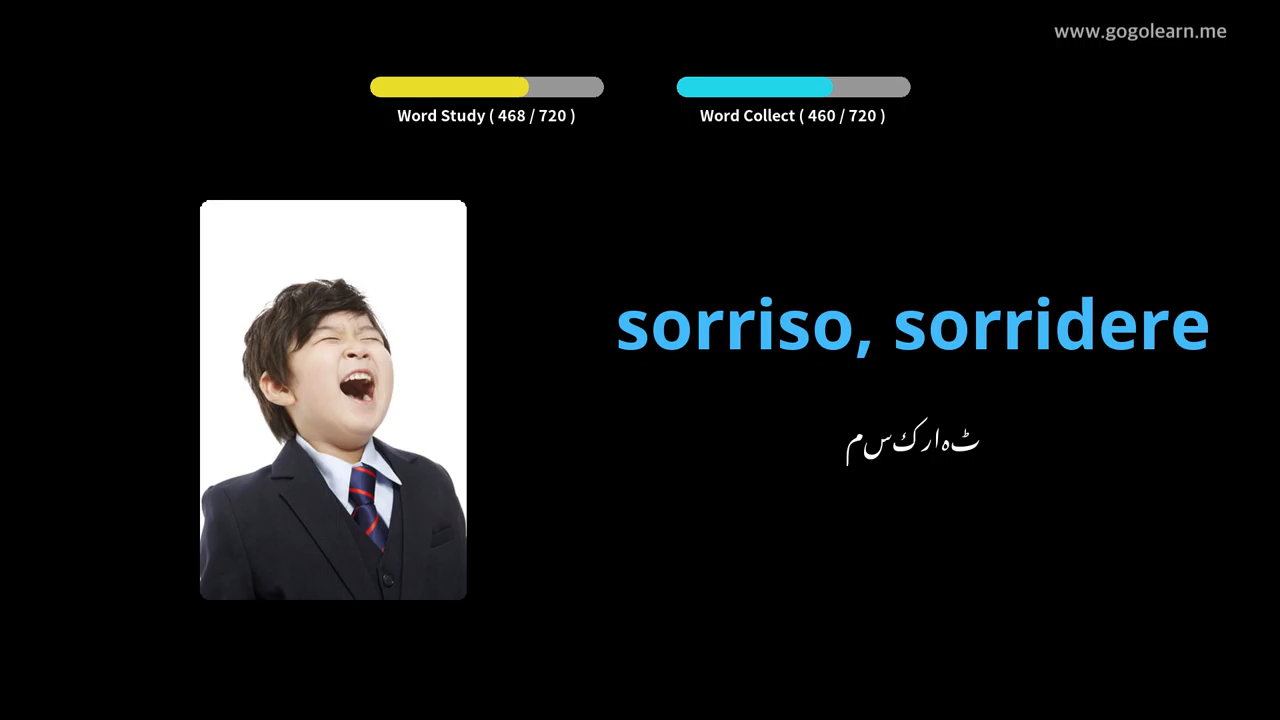 www.gogolearn.me
Word Study ( 468 / 720 )
Word Collect ( 460 / 720 )
sorriso, sorridere
مسکراہٹ